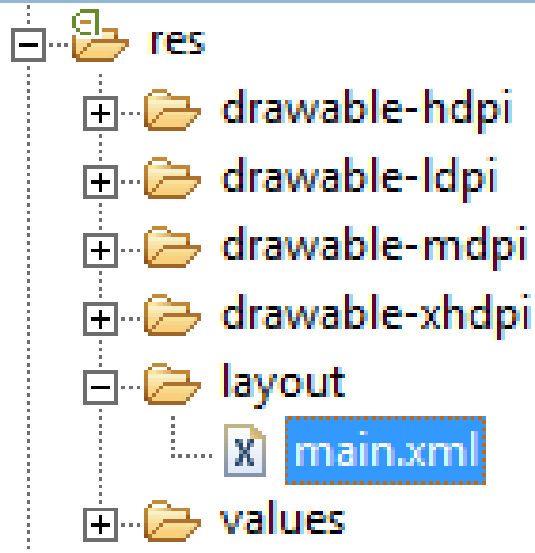 res
drawable-hdpi
drawable-ldpi
drawable-mdpi
drawable-xhdpi
layout
main.xml
values